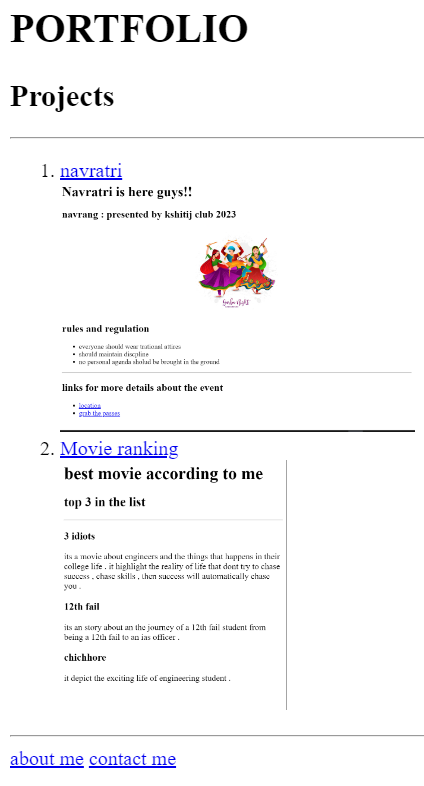 PORTFOLIO
Projects
1. navratri
Navratri is here guys!!
navrang : presented by kshitij club 2023
rules and regulation
• everyone should wear trational attires
• should maintain discpline
• no personal agenda sholud be brought in the ground
links for more details about the event
• location
• grab the passes
2. Movie ranking
best movie according to me
top 3 in the list
3 idiots
its a movie about engineers and the things that happens in their
college life . it highlight the reality of life that dont try to chase
success , chase skills , then success will automatically chase
you .
12th fail
its an story about an the journey of a 12th fail student from
being a 12th fail to an ias officer .
chichhore
it depict the exciting life of engineering student .
about me contact me